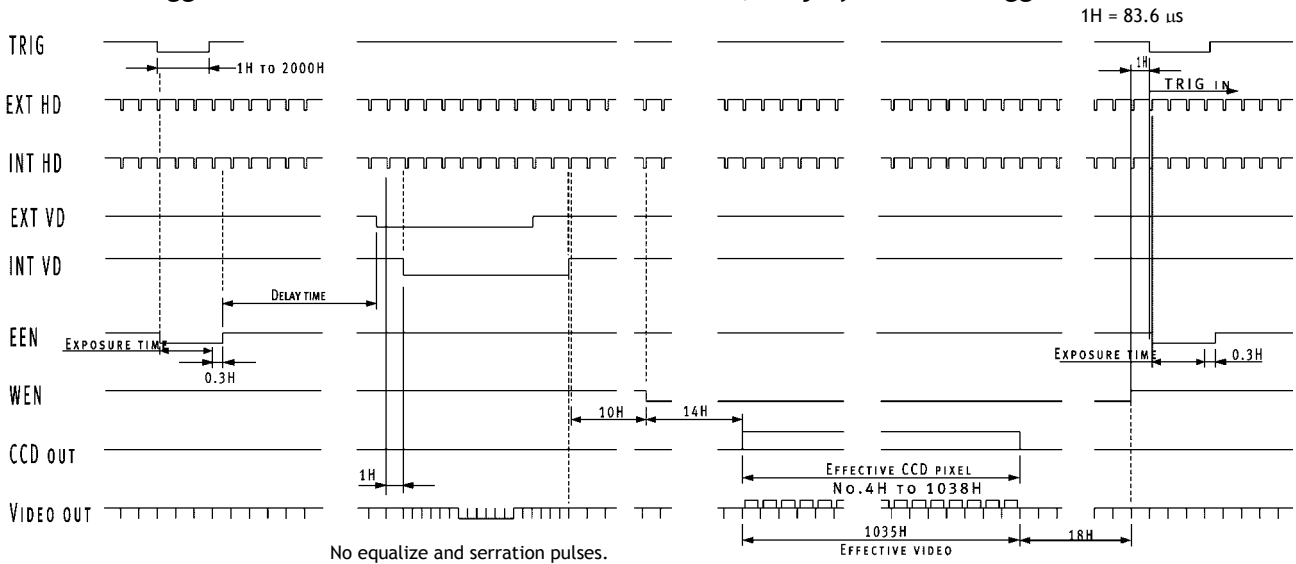 1H = 83.6 µs
TRIG
1H TO 2000H
1H
TRIG IN
EXT HD
INT HD
EXT VD
INT VD
DELAY TIME
EEN
EXPOSURE TIME
0.3H
EXPOSURE TIME
0.3H
WEN
10H
14H
CCD OUT
EFFECTIVE CCD PIXEL
1H
NO.4H TO 1038H
VIDEO OUT
1035H
EFFECTIVE VIDEO
18H
No equalize and serration pulses.